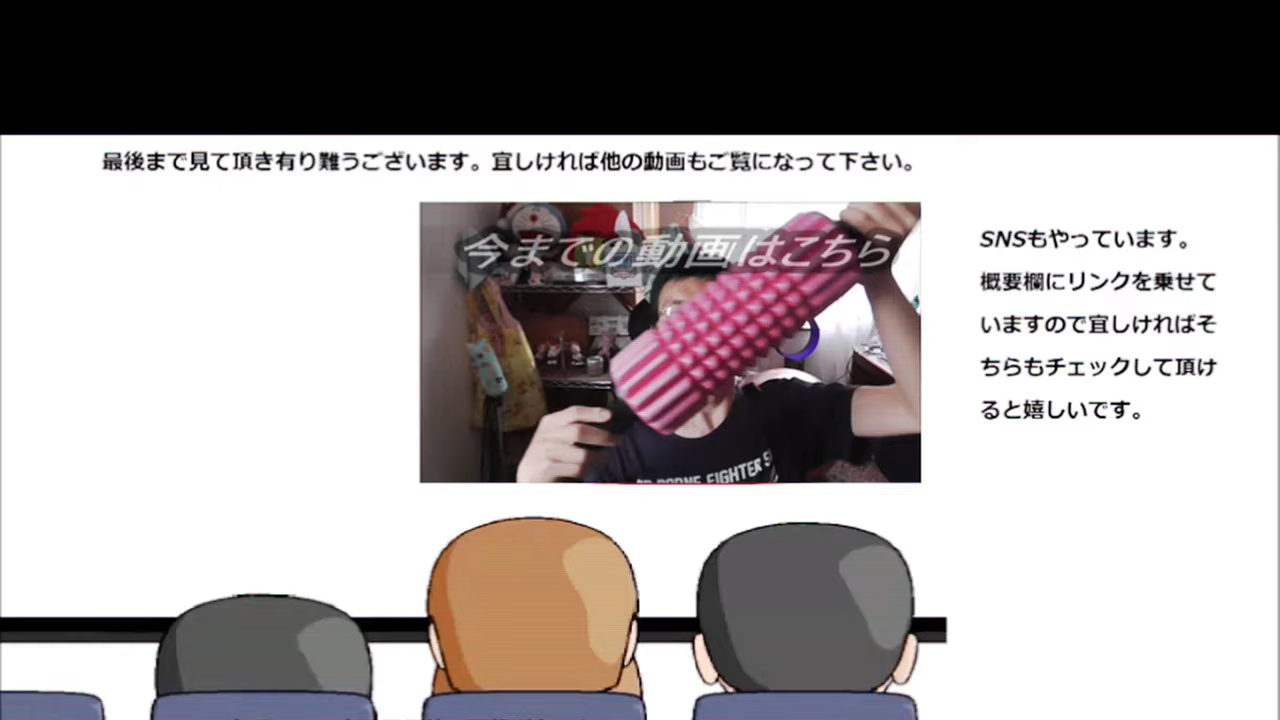 最後まで見て頂き有り難うございます。宜しければ他の動画もご覧になって下さい。
今までの動画はこちら
SNSもやっています。
概要欄にリンクを乗せて
いますので宜しければそ
ちらもチェックして頂け
ると嬉しいです。
FIGHTER